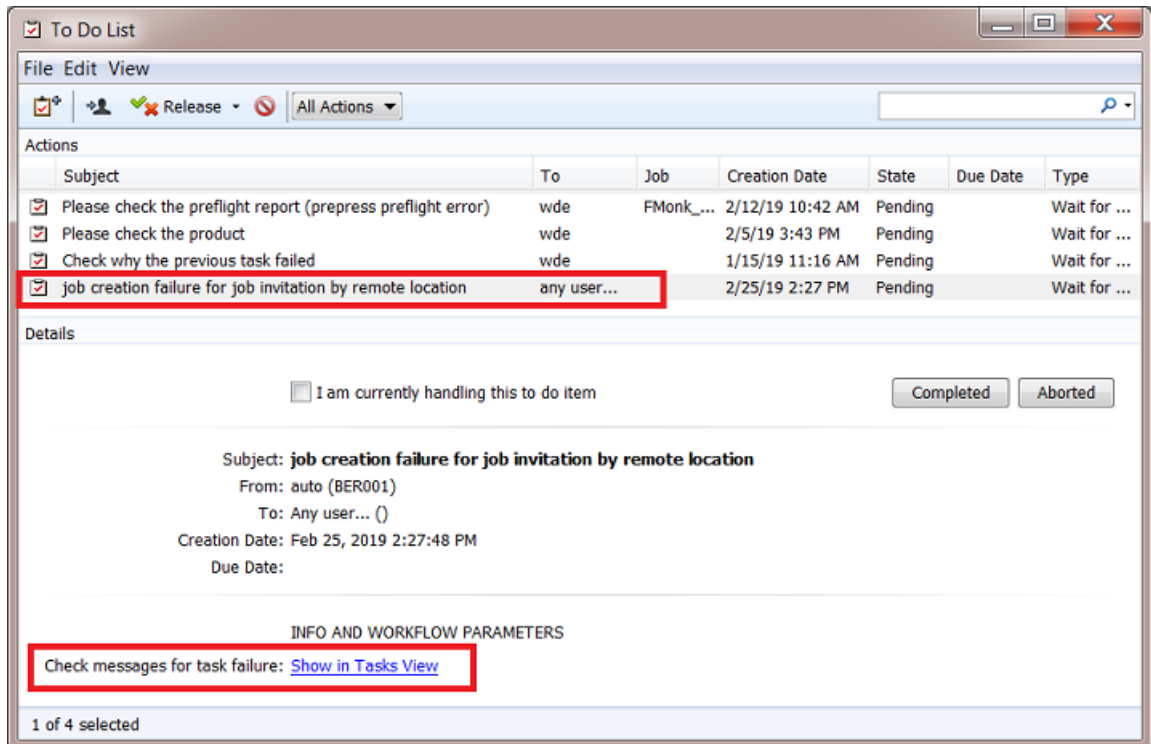 To Do List
File Edit View
Release All Actions
Actions
Subject To Job Creation Date State Due Date Type
Please check the preflight report (prepress preflight error) wde FMonk_... 2/12/19 10:42 AM Pending Wait for ...
Please check the product wde 2/5/19 3:43 PM Pending Wait for ...
Check why the previous task failed wde 1/15/19 11:16 AM Pending Wait for ...
job creation failure for job invitation by remote location any user... 2/25/19 2:27 PM Pending Wait for ...
Details
I am currently handling this to do item Completed Aborted
Subject: job creation failure for job invitation by remote location
From: auto (BER001)
To: Any user... ()
Creation Date: Feb 25, 2019 2:27:48 PM
Due Date:
INFO AND WORKFLOW PARAMETERS
Check messages for task failure: Show in Tasks View
1 of 4 selected